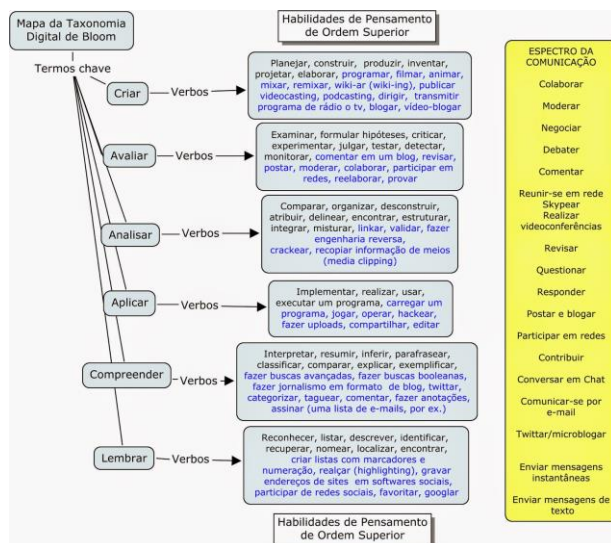 Mapa da Taxonomia
Digital de Bloom
Termos chave
Habilidades de Pensamento
de Ordem Superior
Criar
Verbos
Planejar, construir, produzir, inventar,
projetar, elaborar, programar, filmar, animar,
mixar, remixar, wiki-ar (wiki-ing), publicar
videocasting, podcasting, dirigir, transmitir
programa de rádio o tv, blogar, vídeo-blogar
Avaliar
Verbos
Examinar, formular hipóteses, criticar,
experimentar, julgar, testar, detectar,
monitorar, comentar em um blog, revisar,
postar, moderar, colaborar, participar em
redes, reelaborar, provar
Analisar
Verbos
Comparar, organizar, desconstruir,
atribuir, delinear, encontrar, estruturar,
integrar, misturar, linkar, validar, fazer
engenharia reversa,
crackear, recopiar informação de meios
(media clipping)
Aplicar
Verbos
Implementar, realizar, usar,
executar um programa, carregar um
programa, jogar, operar, hackear,
fazer uploads, compartilhar, editar
Compreender
Verbos
Interpretar, resumir, inferir, parafrasear,
classificar, comparar, explicar, exemplificar,
fazer buscas avançadas, fazer buscas booleanas,
fazer jornalismo em formato de blog, twittar,
categorizar, taguear, comentar, fazer anotações,
assinar (uma lista de e-mails, por ex.)
Lembrar
Verbos
Reconhecer, listar, descrever, identificar,
recuperar, nomear, localizar, encontrar,
criar listas com marcadores e
numeração, realçar (highlighting), gravar
endereços de sites em softwares sociais,
participar de redes sociais, favoritar, googlar
Habilidades de Pensamento
de Ordem Superior
ESPECTRO DA
COMUNICAÇÃO
Colaborar
Moderar
Negociar
Debater
Comentar
Reunir-se em rede
Skypear
Realizar
videoconferências
Revisar
Questionar
Responder
Postar e blogar
Participar em redes
Contribuir
Conversar em Chat
Comunicar-se por
e-mail
Twittar/microblogar
Enviar mensagens
instantâneas
Enviar mensagens de
texto